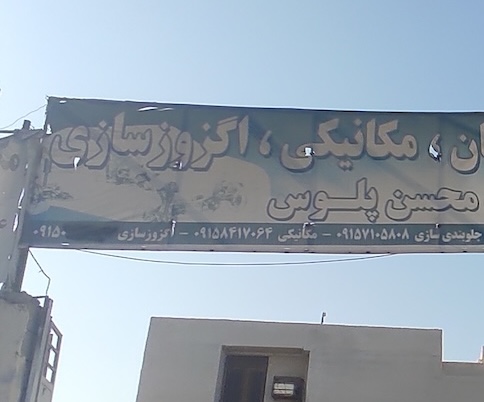 ان ، مکانیکی ، اگزوزسازی
محسن پلوس
جلوبندی سازی ۰۹۱۵۷۱۰۵۸۰۸ - مکانیکی ۰۹۱۵۸۴۱۷۰۶۴ - اگزوزسازی ۰۹۱۵۰